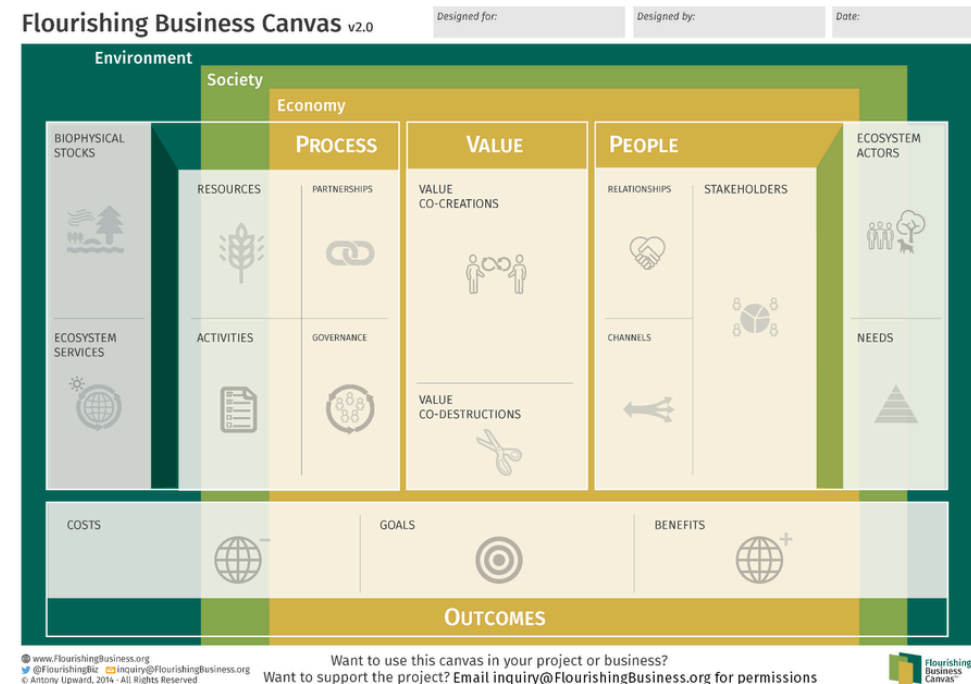 Flourishing Business Canvas v2.0
Designed for:
Designed by:
Date:
Environment
Society
Economy
BIOPHYSICAL
STOCKS
PROCESS
VALUE
PEOPLE
ECOSYSTEM
ACTORS
RESOURCES
PARTNERSHIPS
VALUE
CO-CREATIONS
RELATIONSHIPS
STAKEHOLDERS
ECOSYSTEM
SERVICES
ACTIVITIES
GOVERNANCE
CHANNELS
NEEDS
VALUE
CO-DESTRUCTIONS
COSTS
GOALS
BENEFITS
OUTCOMES
www.FlourishingBusiness.org
@FlourishingBiz inquiry@FlourishingBusiness.org
© Antony Upward, 2014 - All Rights Reserved
Want to use this canvas in your project or business?
Want to support the project? Email inquiry@FlourishingBusiness.org for permissions
Flourishing
Business
Canvas